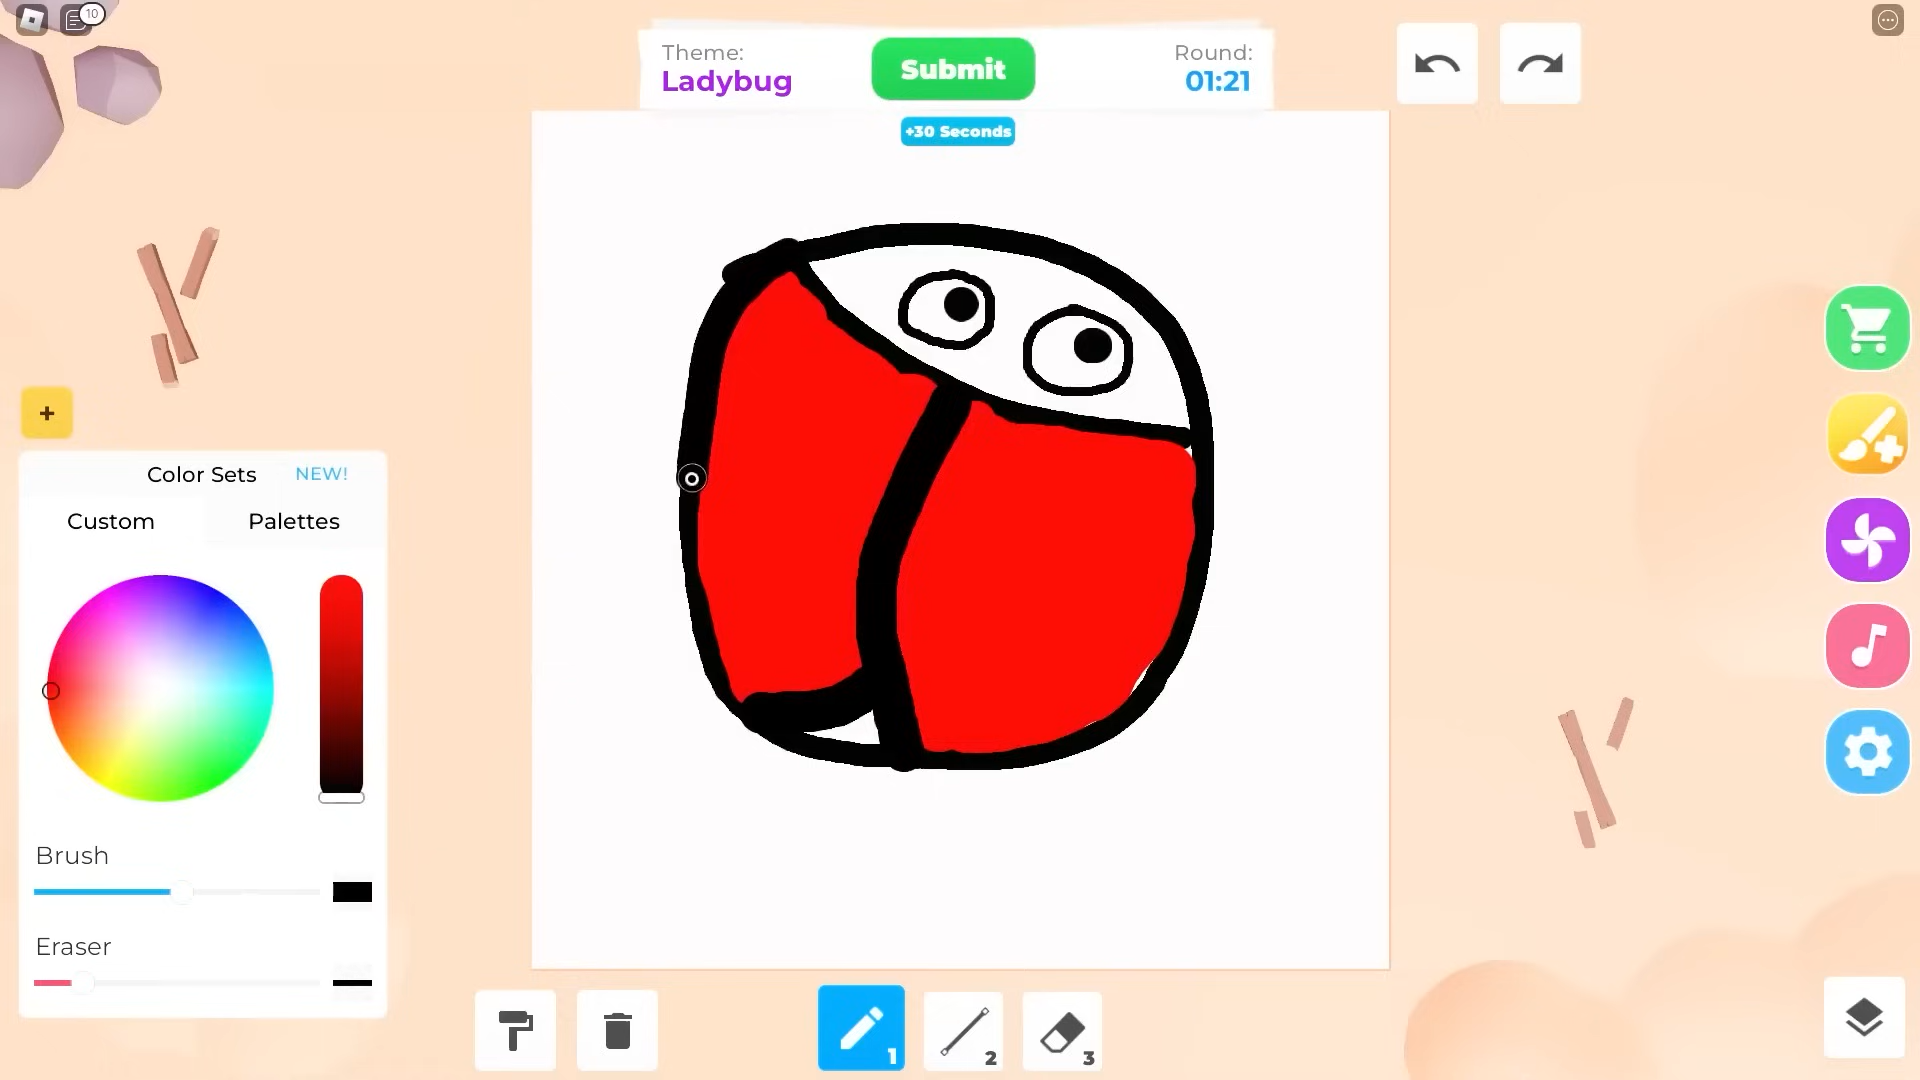 10
Theme:
Ladybug
Submit
Round:
01:21
+30 Seconds
+
Color Sets NEW!
Custom Palettes
Brush
Eraser
1
2
3